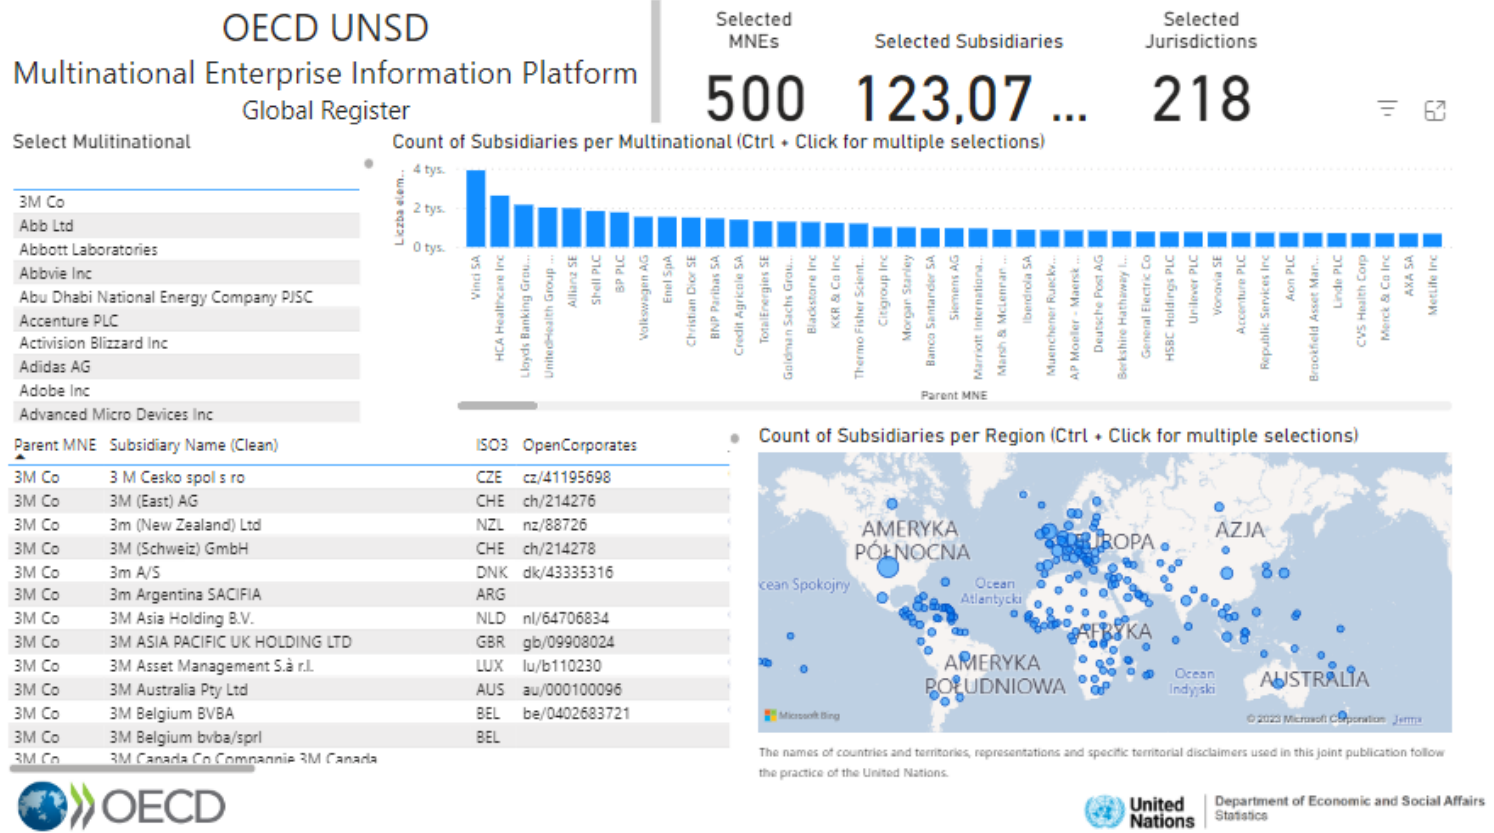 OECD UNSD
Multinational Enterprise Information Platform
Global Register
Selected
MNEs
500
Selected Subsidiaries
123,07 ...
Selected
Jurisdictions
218
Select Mulitinational
3M Co
Abb Ltd
Abbott Laboratories
Abbvie Inc
Abu Dhabi National Energy Company PJSC
Accenture PLC
Activision Blizzard Inc
Adidas AG
Adobe Inc
Advanced Micro Devices Inc
Count of Subsidiaries per Multinational (Ctrl + Click for multiple selections)
Liczba elem...
4 tys.
2 tys.
0 tys.
Vinci SA
HCA Healthcare Inc
Lloyds Banking Grou...
UnitedHealth Group ...
Allianz SE
Shell PLC
BP PLC
Volkswagen AG
Enel SpA
Christian Dior SE
BNP Paribas SA
Credit Agricole SA
TotalEnergies SE
Goldman Sachs Grou...
Blackstone Inc
KKR & Co Inc
Thermo Fisher Scient...
Citigroup Inc
Morgan Stanley
Banco Santander SA
Siemens AG
Marriott Internationa...
Marsh & McLennan ...
Iberdrola SA
Muenchener Rueckv...
AP Moeller - Maersk ...
Deutsche Post AG
Berkshire Hathaway I...
General Electric Co
HSBC Holdings PLC
Unilever PLC
Vonovia SE
Accenture PLC
Republic Services Inc
Aon PLC
Brookfield Asset Man...
Linde PLC
CVS Health Corp
Merck & Co Inc
AXA SA
MetLife Inc
Parent MNE
Parent MNE Subsidiary Name (Clean) ISO3 OpenCorporates
3M Co 3 M Cesko spol s ro CZE cz/41195698
3M Co 3M (East) AG CHE ch/214276
3M Co 3m (New Zealand) Ltd NZL nz/88726
3M Co 3M (Schweiz) GmbH CHE ch/214278
3M Co 3m A/S DNK dk/43335316
3M Co 3m Argentina SACIFIA ARG
3M Co 3M Asia Holding B.V. NLD nl/64706834
3M Co 3M ASIA PACIFIC UK HOLDING LTD GBR gb/09908024
3M Co 3M Asset Management S.à r.l. LUX lu/b110230
3M Co 3M Australia Pty Ltd AUS au/000100096
3M Co 3M Belgium BVBA BEL be/0402683721
3M Co 3M Belgium bvba/sprl BEL
3M Co 3M Canada Co Compagnie 3M Canada
Count of Subsidiaries per Region (Ctrl + Click for multiple selections)
AMERYKA
PÓŁNOCNA
EUROPA
AZJA
cean Spokojny
Ocean
Atlantycki
AFRYKA
AMERYKA
POŁUDNIOWA
Ocean
Indyjski
AUSTRALIA
Microsoft Bing
© 2023 Microsoft Corporation Terms
The names of countries and territories, representations and specific territorial disclaimers used in this joint publication follow
the practice of the United Nations.
OECD
United
Nations
Department of Economic and Social Affairs
Statistics